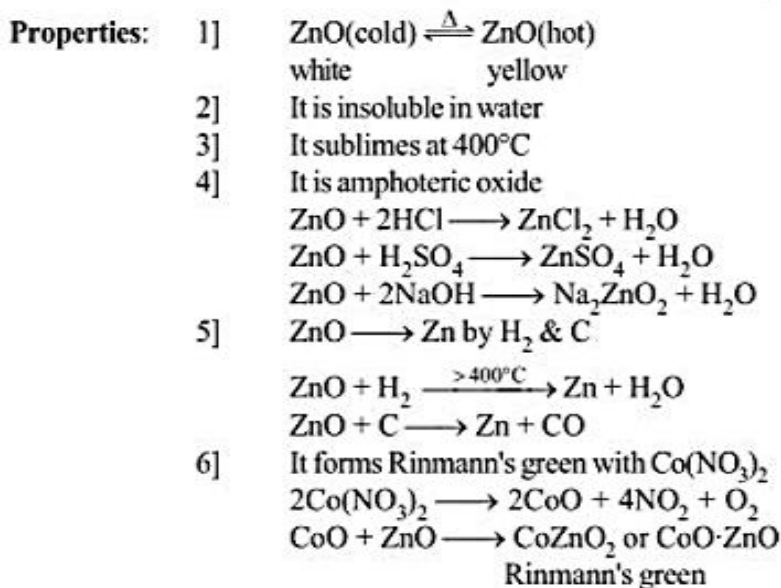 Properties: 1] ZnO(cold) ⇌ Δ ZnO(hot)
white yellow
2] It is insoluble in water
3] It sublimes at 400°C
4] It is amphoteric oxide
ZnO + 2HCl ⟶ ZnCl₂ + H₂O
ZnO + H₂SO₄ ⟶ ZnSO₄ + H₂O
ZnO + 2NaOH ⟶ Na₂ZnO₂ + H₂O
5] ZnO ⟶ Zn by H₂ & C
ZnO + H₂ >400°C ⟶ Zn + H₂O
ZnO + C ⟶ Zn + CO
6] It forms Rinmann's green with Co(NO₃)₂
2Co(NO₃)₂ ⟶ 2CoO + 4NO₂ + O₂
CoO + ZnO ⟶ CoZnO₂ or CoO·ZnO
Rinmann's green